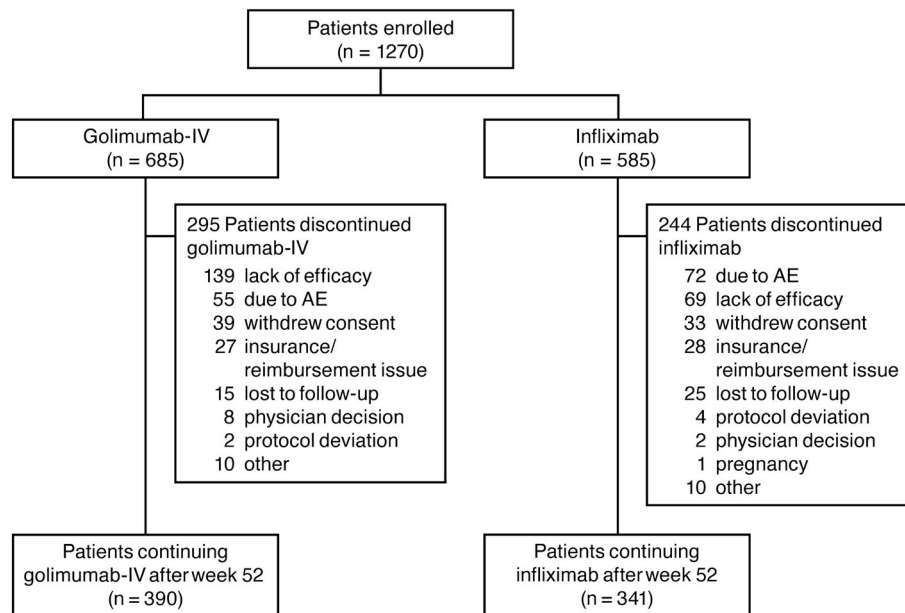 Patients enrolled
(n = 1270)
Golimumab-IV
(n = 685)
Infliximab
(n = 585)
295 Patients discontinued
golimumab-IV
139 lack of efficacy
55 due to AE
39 withdrew consent
27 insurance/
reimbursement issue
15 lost to follow-up
8 physician decision
2 protocol deviation
10 other
244 Patients discontinued
infliximab
72 due to AE
69 lack of efficacy
33 withdrew consent
28 insurance/
reimbursement issue
25 lost to follow-up
4 protocol deviation
2 physician decision
1 pregnancy
10 other
Patients continuing
golimumab-IV after week 52
(n = 390)
Patients continuing
infliximab after week 52
(n = 341)